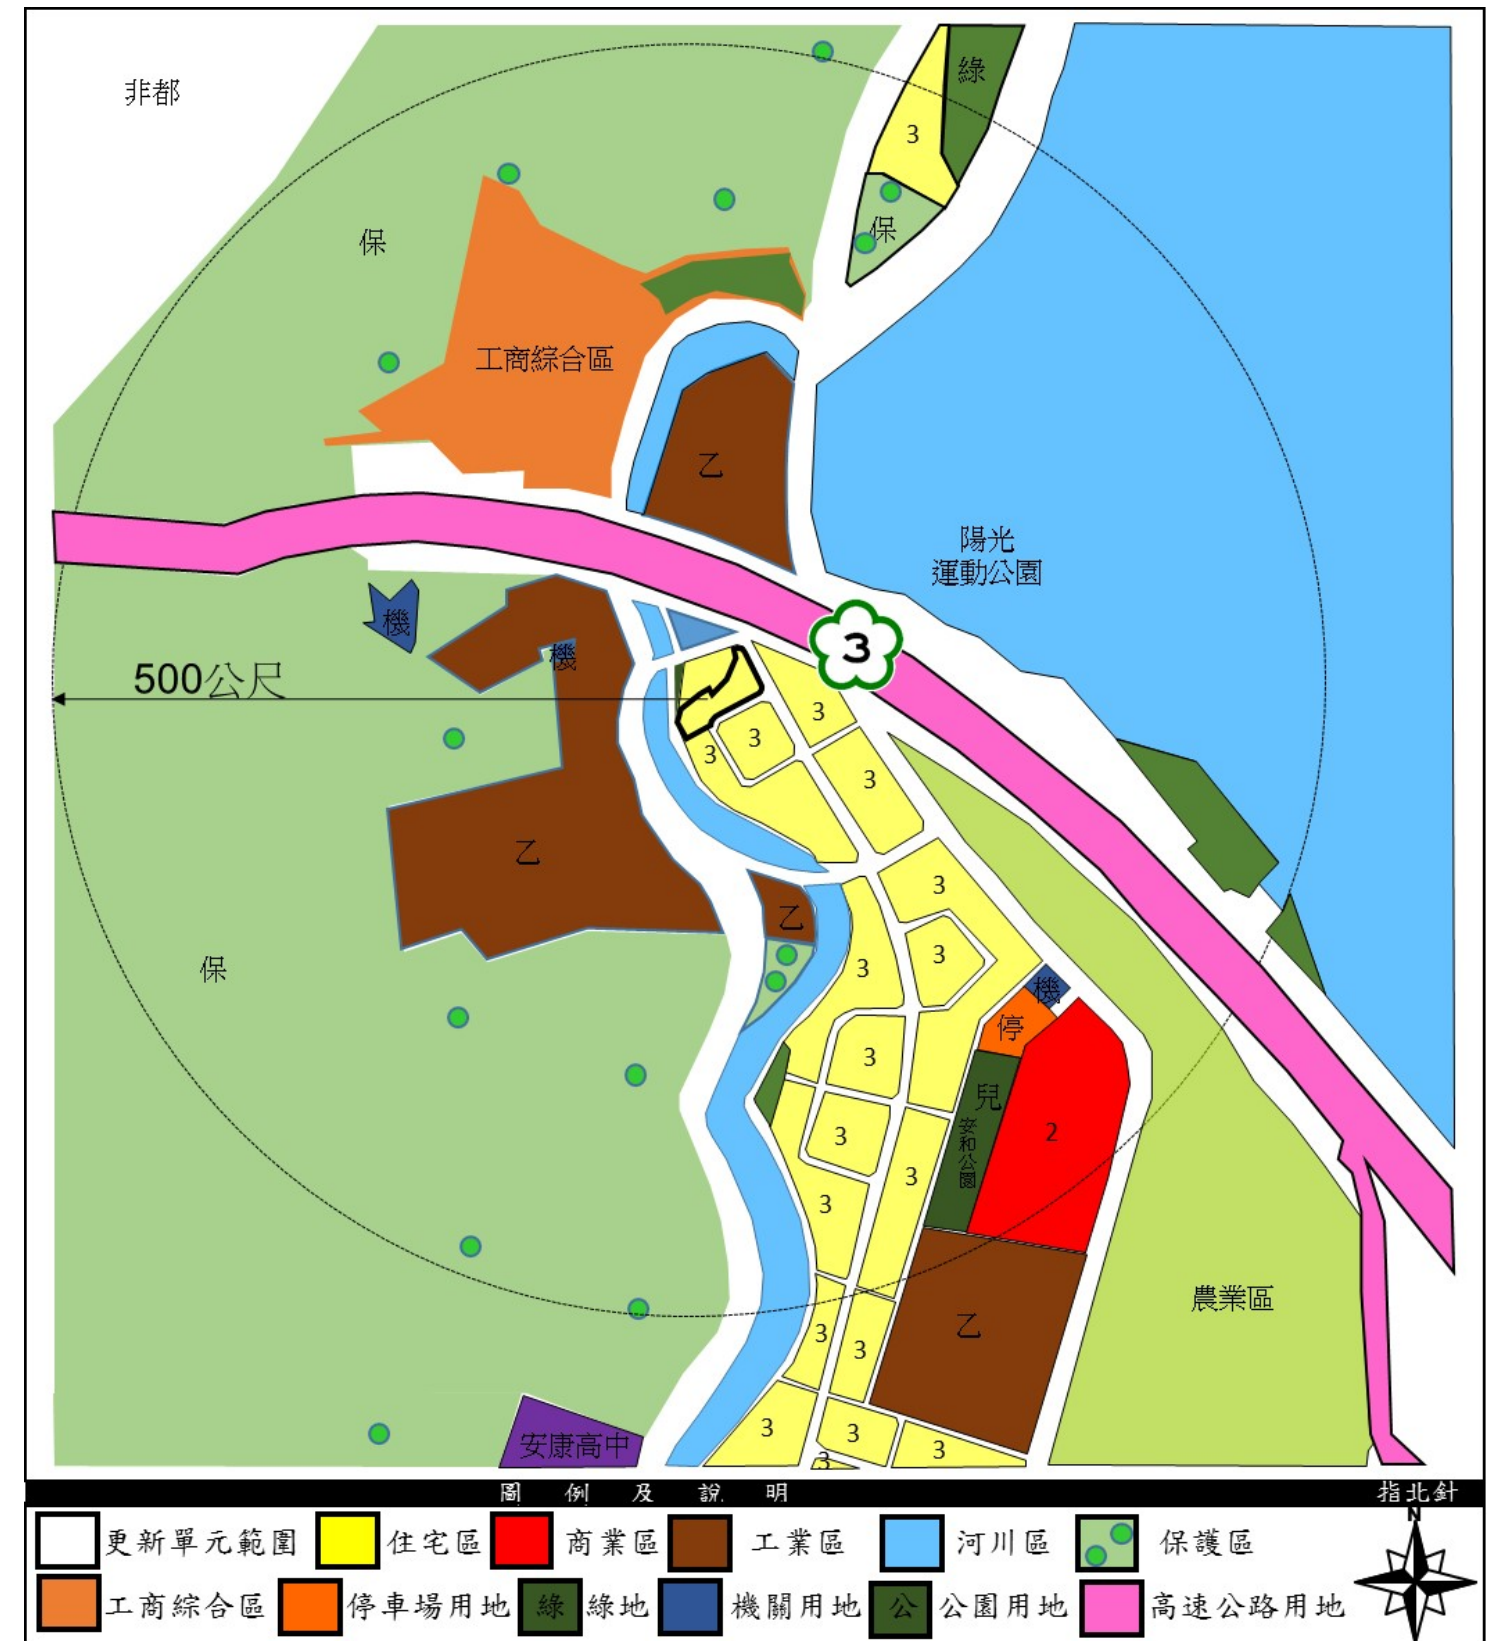 非都
綠
3
保
保
工商綜合區
乙
陽光
運動公園
機
機
3
500公尺
3
3
3
3
乙
3
乙
3
3
保
機
停
3
兒
安和公園
2
3
3
3
農業區
乙
3
3
3
3
3
3
安康高中
圖例及說明
指北針
N
更新單元範圍
住宅區
商業區
工業區
河川區
保護區
工商綜合區
停車場用地
綠 綠地
機關用地
公 公園用地
高速公路用地